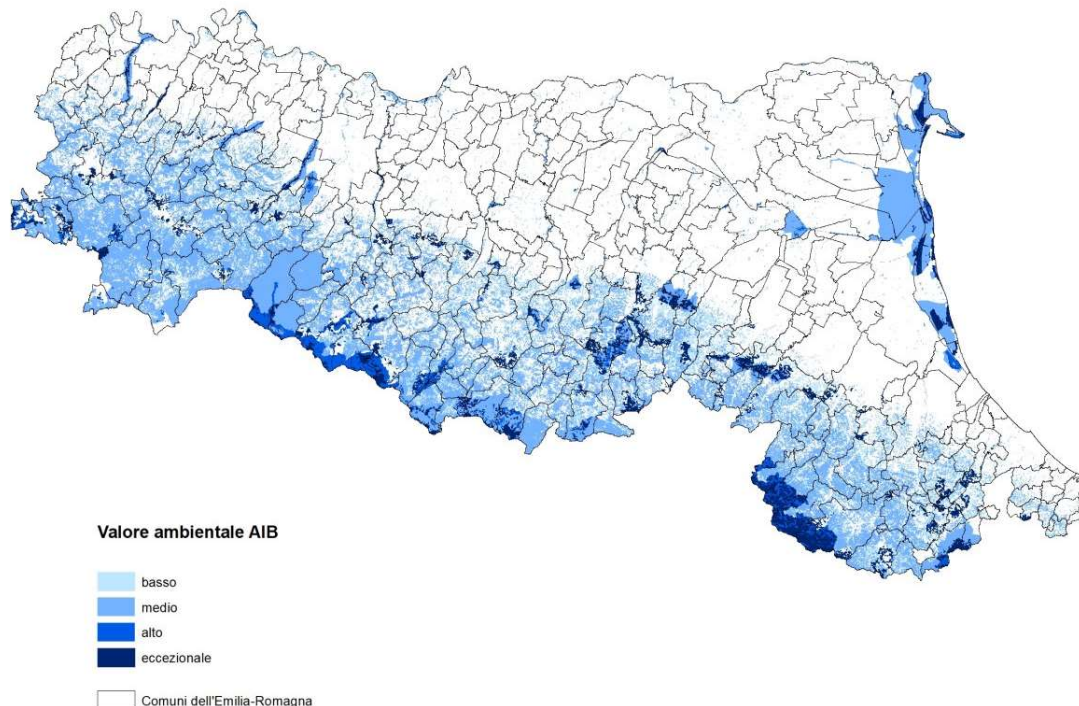 Valore ambientale AIB
basso
medio
alto
eccezionale
Comuni dell'Emilia-Romagna